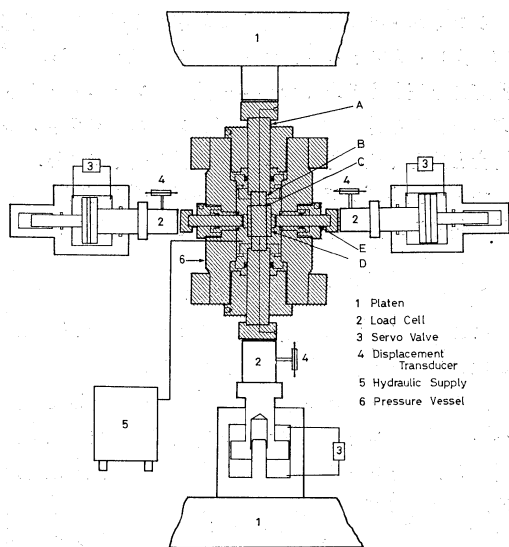 1
A
B
C
3
4
4
3
2
2
E
D
6
1 Platen
2 Load Cell
3 Servo Valve
4 Displacement
Transducer
5 Hydraulic Supply
6 Pressure Vessel
2
4
5
3
1